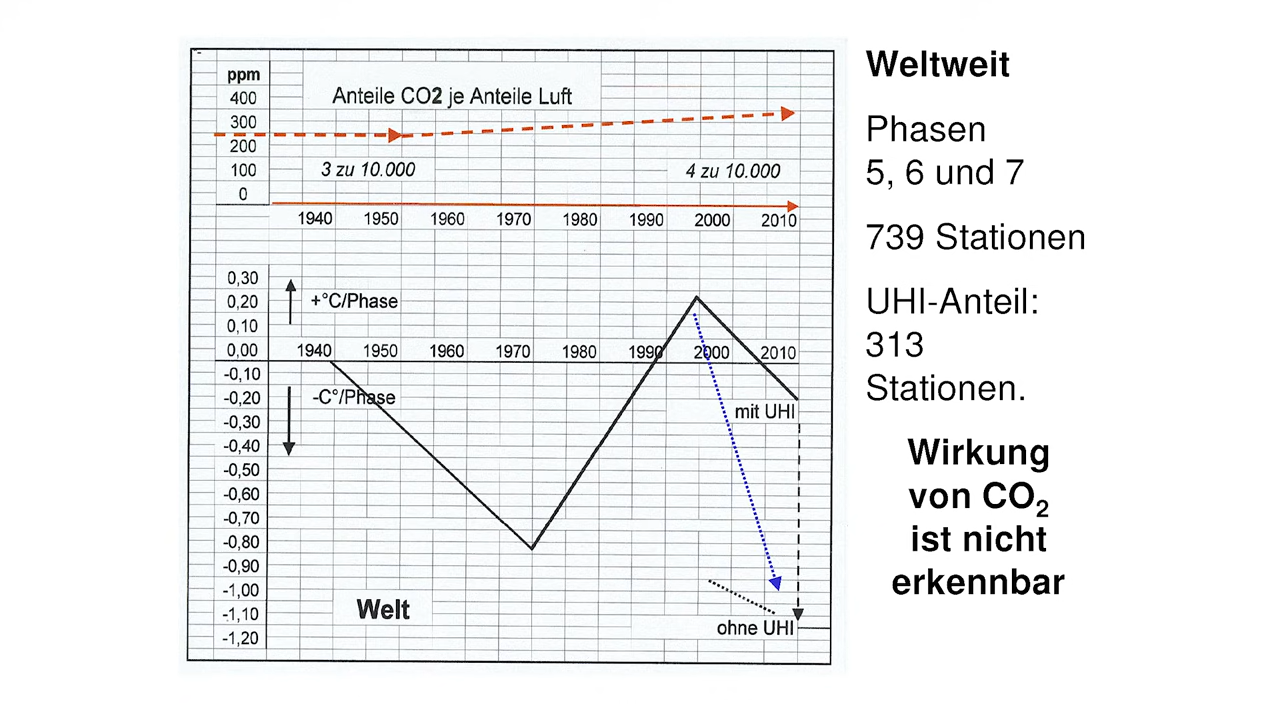 ppm
Anteile CO2 je Anteile Luft
400
300
200
100
0
3 zu 10.000
4 zu 10.000
1940 1950 1960 1970 1980 1990 2000 2010
0,30
0,20
0,10
0,00
-0,10
-0,20
-0,30
-0,40
-0,50
-0,60
-0,70
-0,80
-0,90
-1,00
-1,10
-1,20
+°C/Phase
1940 1950 1960 1970 1980 1990 2000 2010
-C°/Phase
mit UHI
Welt
ohne UHI
Weltweit
Phasen
5, 6 und 7
739 Stationen
UHI-Anteil:
313
Stationen.
Wirkung
von CO₂
ist nicht
erkennbar